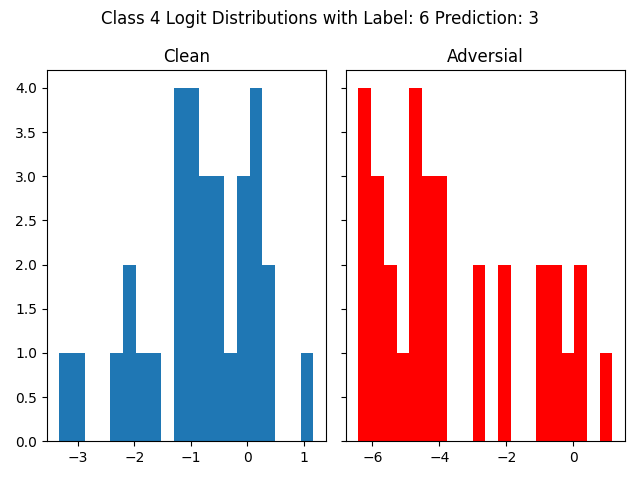 Class 4 Logit Distributions with Label: 6 Prediction: 3
Clean
Adversial
4.0
3.5
3.0
2.5
2.0
1.5
1.0
0.5
0.0
−3 −2 −1 0 1
−6 −4 −2 0